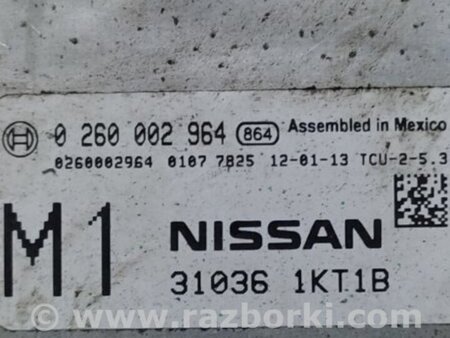 BOSCH 0 260 002 964 864 Assembled in Mexico
0260002964 0107 7825 12-01-13 TCU-2-5.3
M1 NISSAN
31036 1KT1B
© www.razborki.com